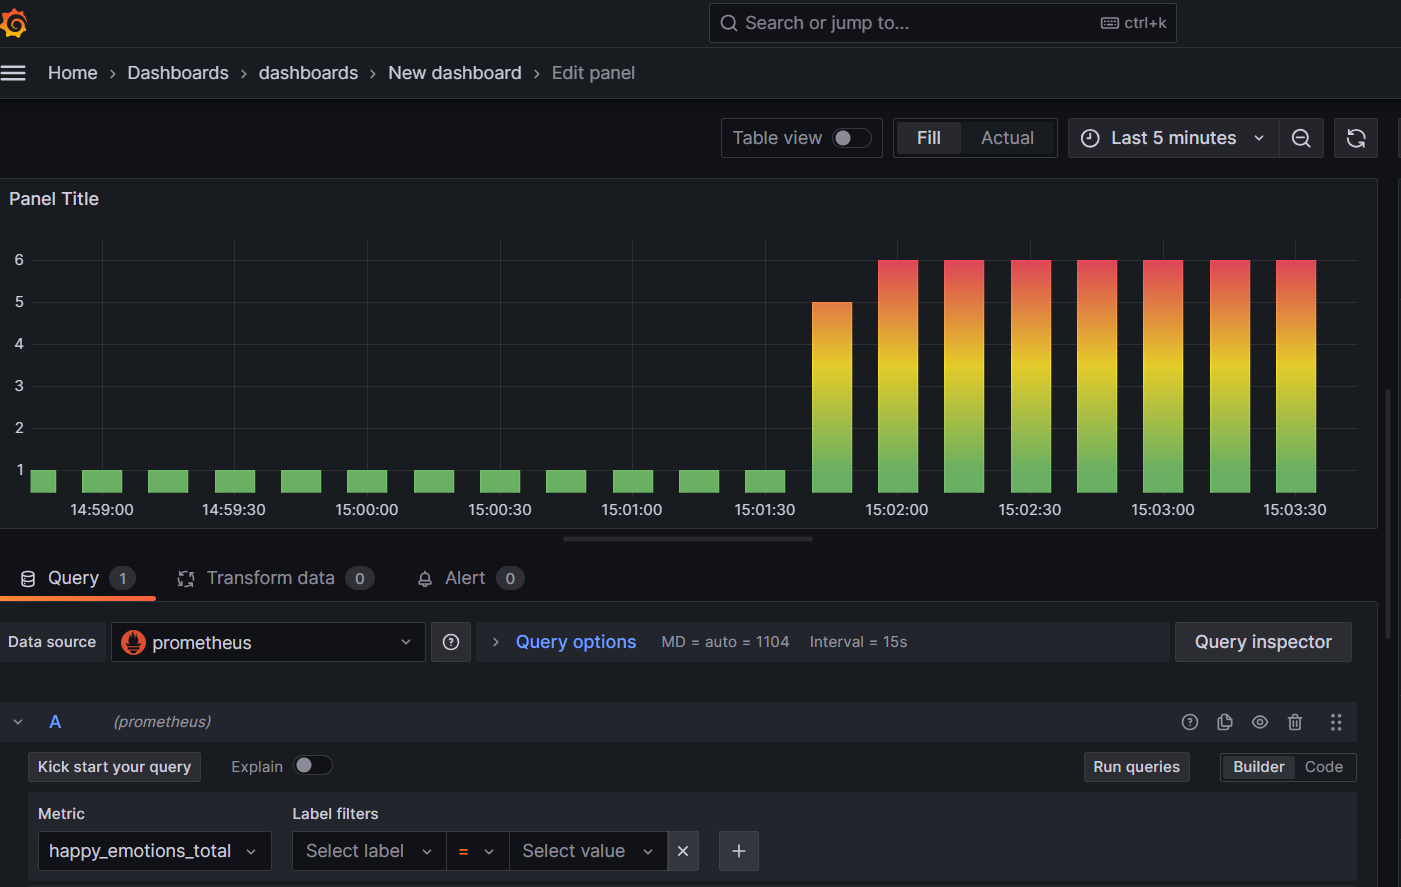 Search or jump to... ctrl+k
Home › Dashboards › dashboards › New dashboard › Edit panel
Table view Fill Actual Last 5 minutes
Panel Title
6
5
4
3
2
1
14:59:00 14:59:30 15:00:00 15:00:30 15:01:00 15:01:30 15:02:00 15:02:30 15:03:00 15:03:30
Query 1 Transform data 0 Alert 0
Data source prometheus Query options MD = auto = 1104 Interval = 15s Query inspector
A (prometheus)
Kick start your query Explain Run queries Builder Code
Metric Label filters
happy_emotions_total Select label = Select value